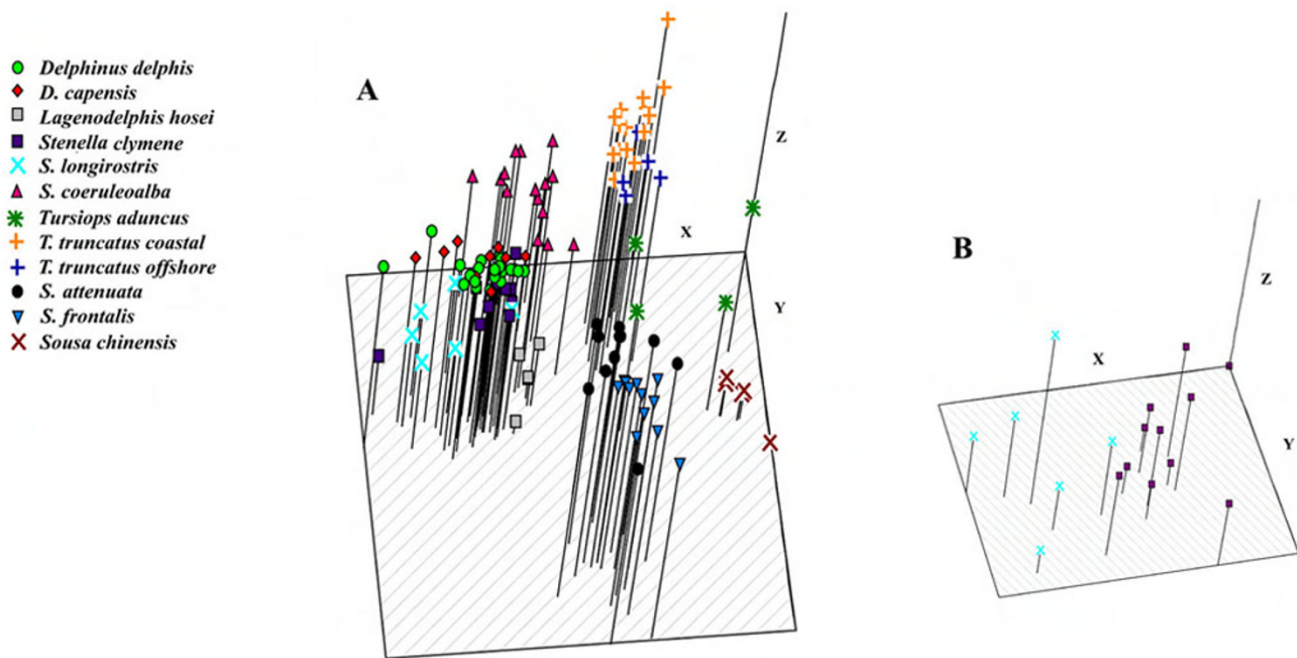 Delphinus delphis
D. capensis
Lagenodelphis hosei
Stenella clymene
S. longirostris
S. coeruleoalba
Tursiops aduncus
T. truncatus coastal
T. truncatus offshore
S. attenuata
S. frontalis
Sousa chinensis
A
Z
X
Y
B
Z
X
Y